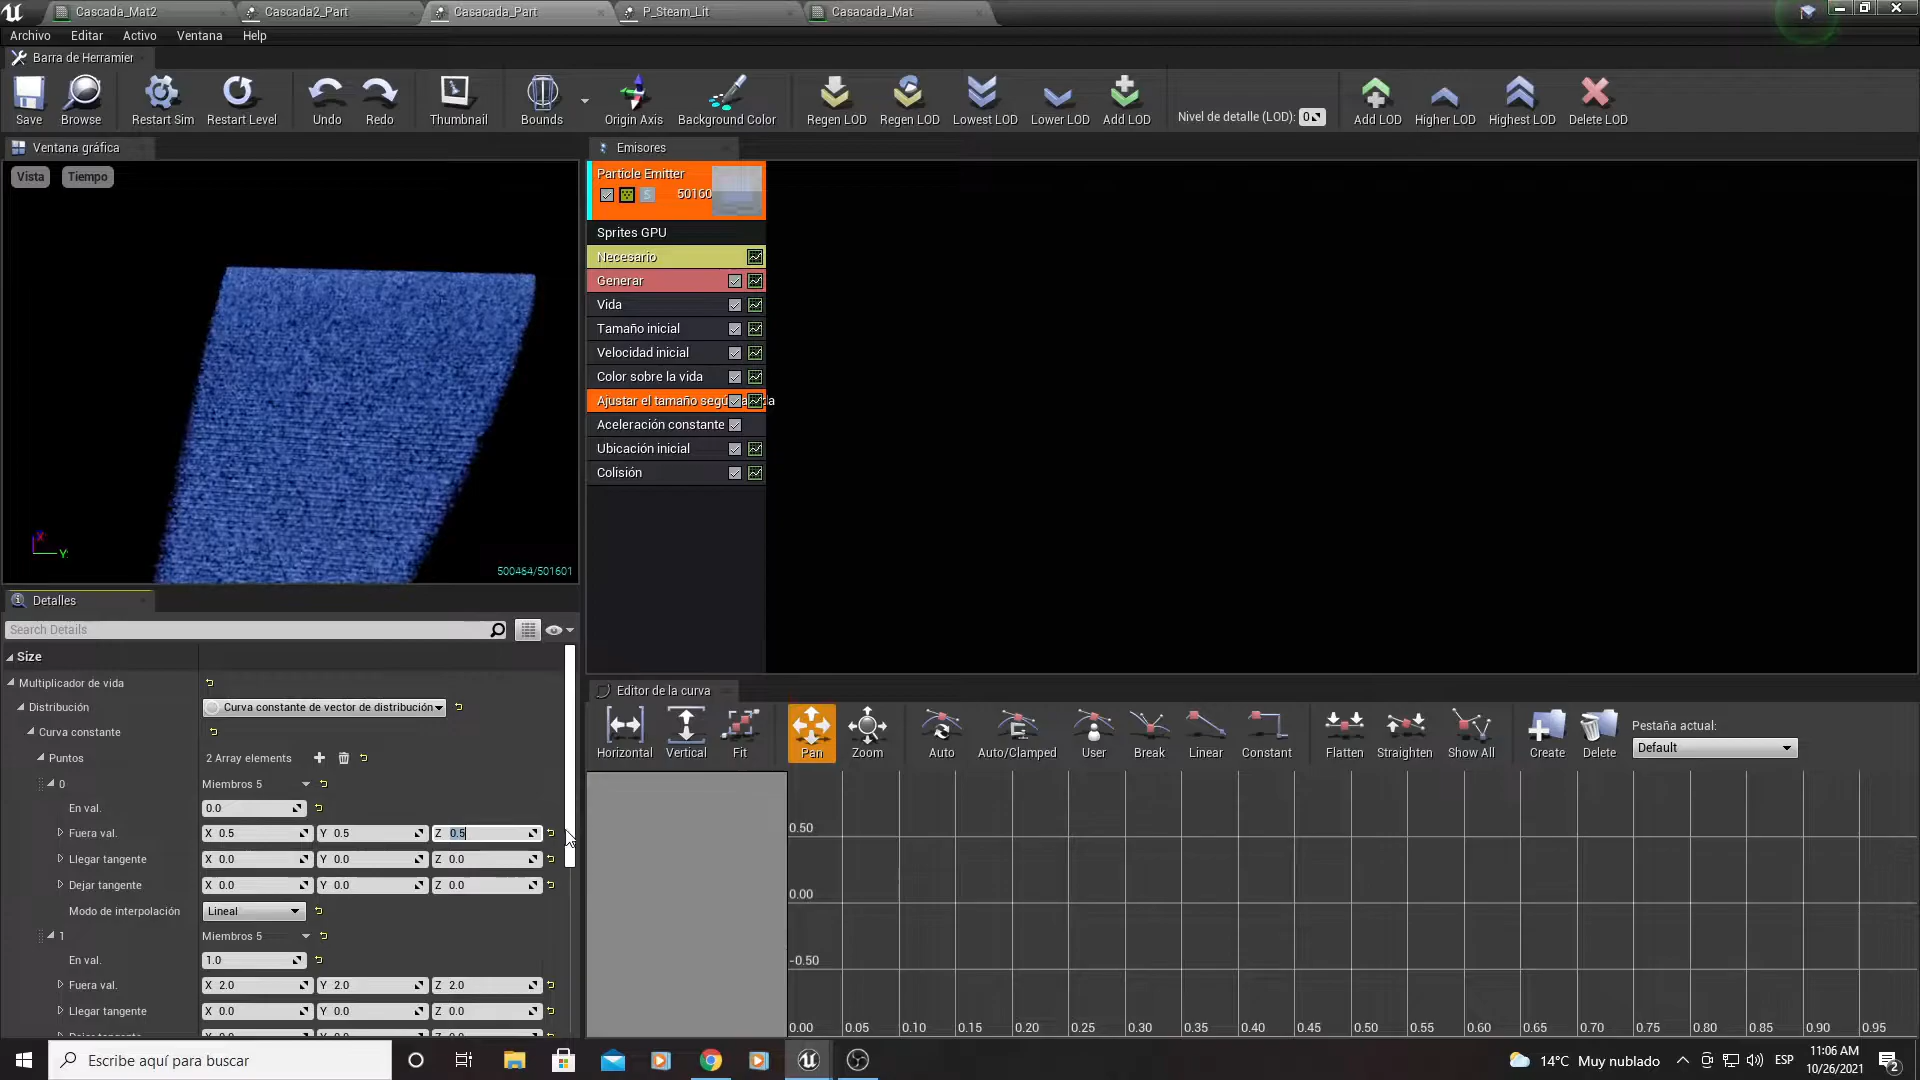 Cascada_Mat2
Cascada2_Part
Casacada_Part
P_Steam_Lit
Casacada_Mat
Archivo Editar Activo Ventana Help
Barra de Herramier
Save Browse Restart Sim Restart Level Undo Redo Thumbnail Bounds Origin Axis Background Color Regen LOD Regen LOD Lowest LOD Lower LOD Add LOD Nivel de detalle (LOD): 0 Add LOD Higher LOD Highest LOD Delete LOD
Ventana gráfica
Emisores
Vista Tiempo
Particle Emitter
50160
Sprites GPU
Necesario
Generar
Vida
Tamaño inicial
Velocidad inicial
Color sobre la vida
Aceleración constante
Ubicación inicial
Colisión
X
Y
500464/501601
Detalles
Search Details
Size
Multiplicador de vida
Distribución Curva constante de vector de distribución
Curva constante
Puntos 2 Array elements
0 Miembros 5
En val. 0.0
Fuera val. X 0.5 Y 0.5 Z 0.5
Llegar tangente X 0.0 Y 0.0 Z 0.0
Dejar tangente X 0.0 Y 0.0 Z 0.0
Modo de interpolación Lineal
1 Miembros 5
En val. 1.0
Fuera val. X 2.0 Y 2.0 Z 2.0
Llegar tangente X 0.0 Y 0.0 Z 0.0
Editor de la curva
Horizontal Vertical Fit Pan Zoom Auto Auto/Clamped User Break Linear Constant Flatten Straighten Show All Create Delete
Pestaña actual:
Default
0.50
0.00
-0.50
0.00 0.05 0.10 0.15 0.20 0.25 0.30 0.35 0.40 0.45 0.50 0.55 0.60 0.65 0.70 0.75 0.80 0.85 0.90 0.95
Escribe aquí para buscar
14°C Muy nublado
ESP
11:06 AM
10/26/2021
2